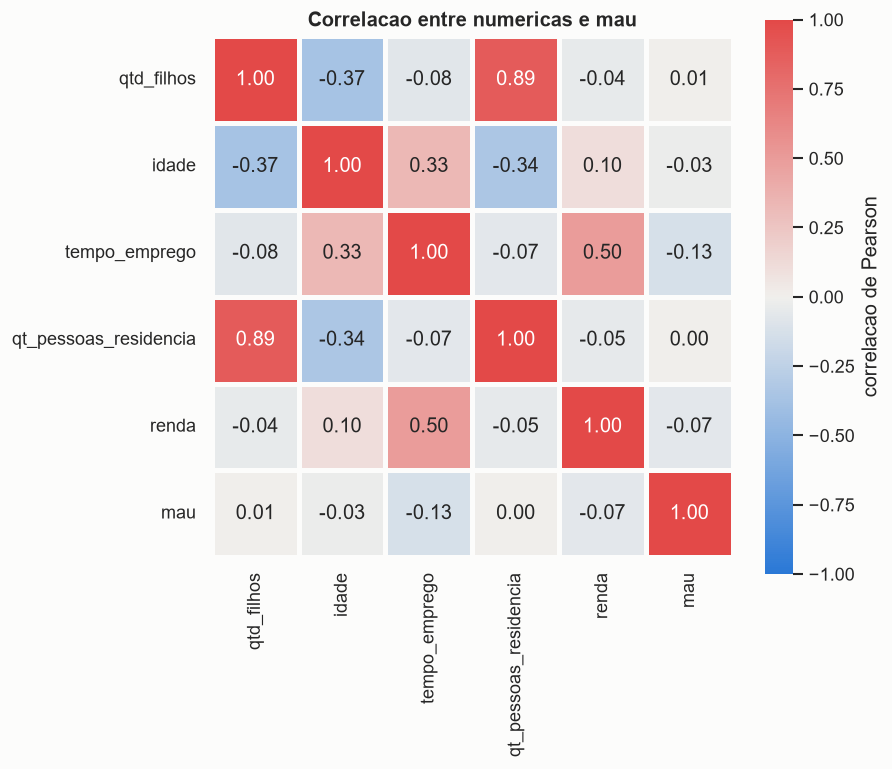 Correlacao entre numericas e mau
qtd_filhos 1.00 -0.37 -0.08 0.89 -0.04 0.01
idade -0.37 1.00 0.33 -0.34 0.10 -0.03
tempo_emprego -0.08 0.33 1.00 -0.07 0.50 -0.13
qt_pessoas_residencia 0.89 -0.34 -0.07 1.00 -0.05 0.00
renda -0.04 0.10 0.50 -0.05 1.00 -0.07
mau 0.01 -0.03 -0.13 0.00 -0.07 1.00
qtd_filhos
idade
tempo_emprego
qt_pessoas_residencia
renda
mau
1.00
0.75
0.50
0.25
0.00
−0.25
−0.50
−0.75
−1.00
correlacao de Pearson